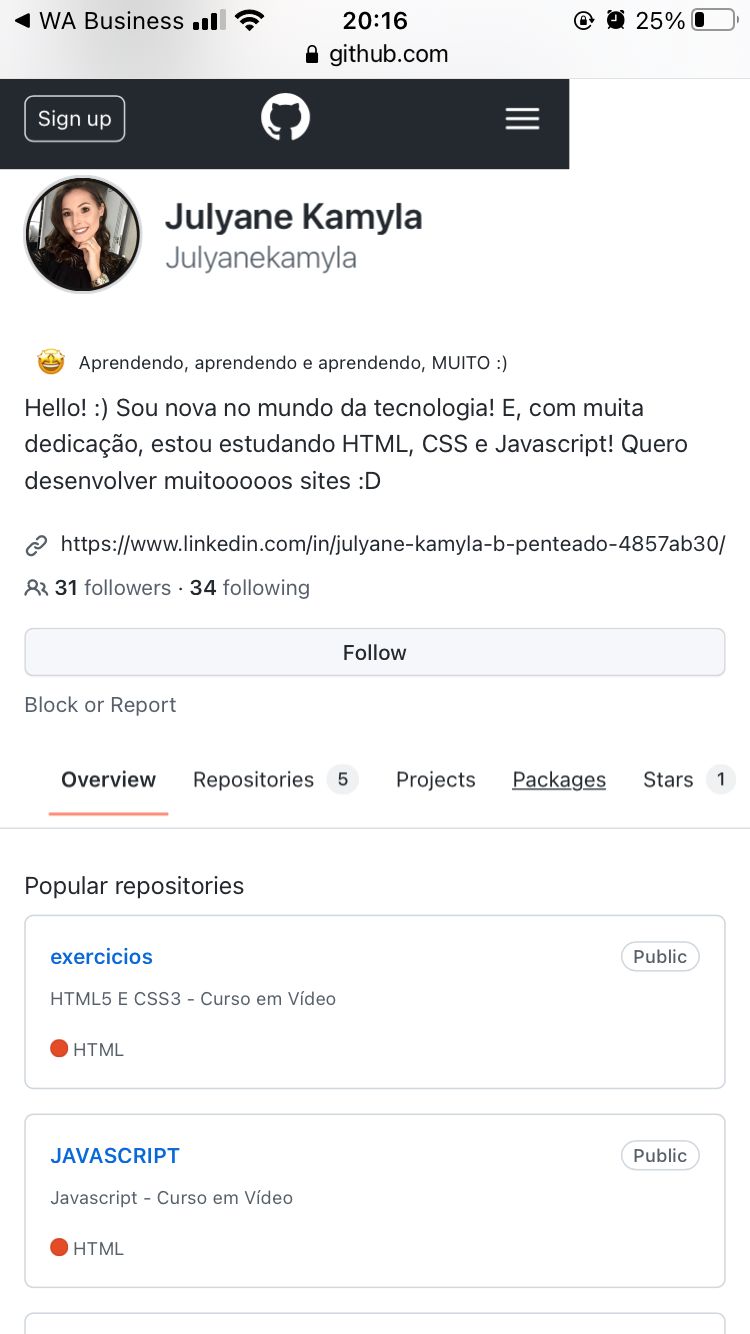 WA Business 20:16 25%
github.com
Sign up
Julyane Kamyla
Julyanekamyla
Aprendendo, aprendendo e aprendendo, MUITO :)
Hello! :) Sou nova no mundo da tecnologia! E, com muita
dedicação, estou estudando HTML, CSS e Javascript! Quero
desenvolver muitooooos sites :D
https://www.linkedin.com/in/julyane-kamyla-b-penteado-4857ab30/
31 followers · 34 following
Follow
Block or Report
Overview Repositories 5 Projects Packages Stars 1
Popular repositories
exercicios Public
HTML5 E CSS3 - Curso em Vídeo
HTML
JAVASCRIPT Public
Javascript - Curso em Vídeo
HTML